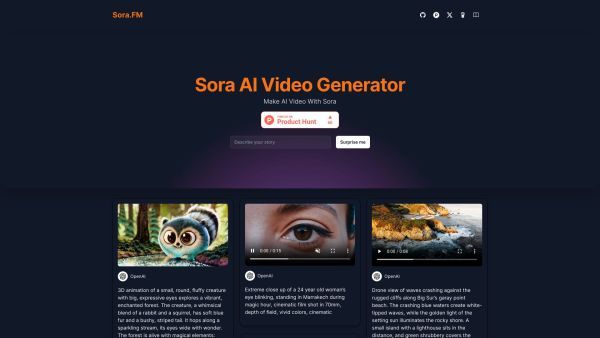 Sora.FM
Sora AI Video Generator
Make AI Video With Sora
Product Hunt
Describe your story
Surprise me
OpenAI
3D animation of a small, round, fluffy creature
with big, expressive eyes explores a vibrant,
enchanted forest. The creature, a whimsical
blend of a rabbit and a squirrel, has soft blue
fur and a bushy, striped tail. It hops along a
sparkling stream, its eyes wide with wonder.
The forest is alive with magical elements:
0:00 / 0:15
OpenAI
Extreme close up of a 24 year old woman's
eye blinking, standing in Marrakech during
magic hour, cinematic film shot in 70mm,
depth of field, vivid colors, cinematic
0:00 / 0:08
OpenAI
Drone view of waves crashing against the
rugged cliffs along Big Sur's garay point
beach. The crashing blue waters create white-
tipped waves, while the golden light of the
setting sun illuminates the rocky shore. A
small island with a lighthouse sits in the
distance, and green shrubbery covers the